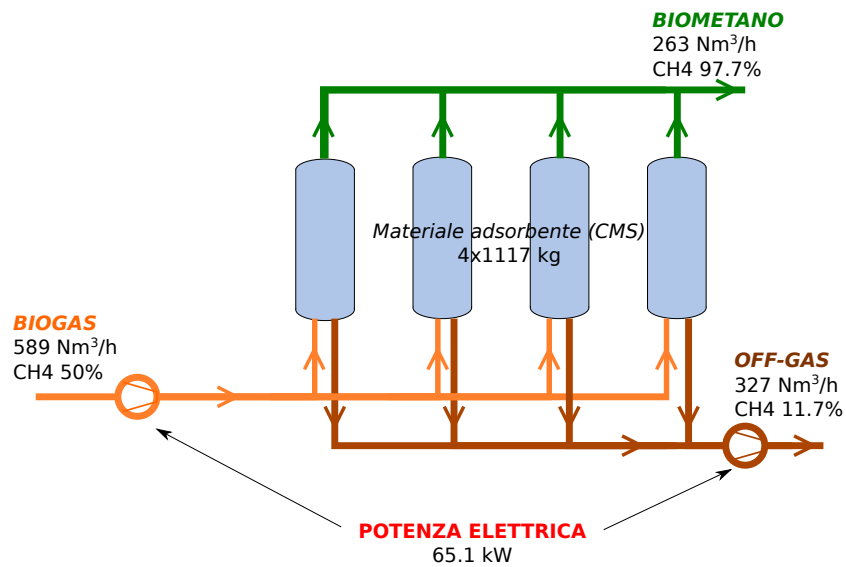 BIOMETANO
263 Nm³/h
CH4 97.7%
Materiale adsorbente (CMS)
4x1117 kg
BIOGAS
589 Nm³/h
CH4 50%
OFF-GAS
327 Nm³/h
CH4 11.7%
POTENZA ELETTRICA
65.1 kW